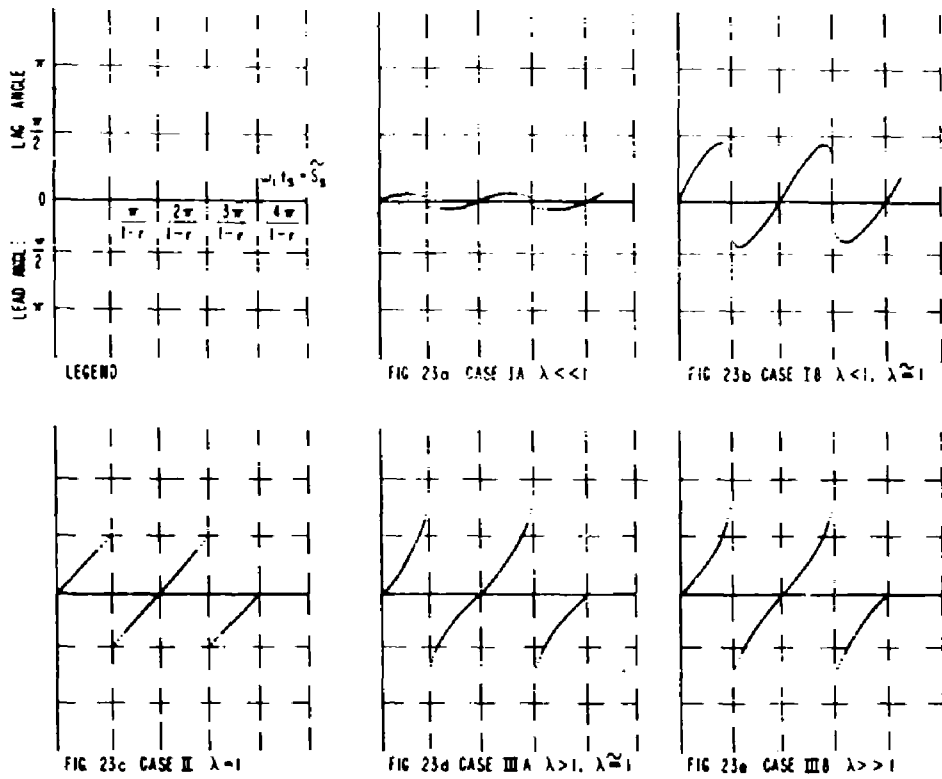 LAG ANGLE
LEAD ANGLE
π
π/2
0
π/2
π
ω₁ tₛ = S̃ₛ
π/1-r 2π/1-r 3π/1-r 4π/1-r
LEGEND
FIG 23a CASE IA λ<<1
FIG 23b CASE IB λ<1, λ≅1
FIG 23c CASE II λ=1
FIG 23d CASE III A λ>1, λ≅1
FIG 23e CASE III B λ>>1